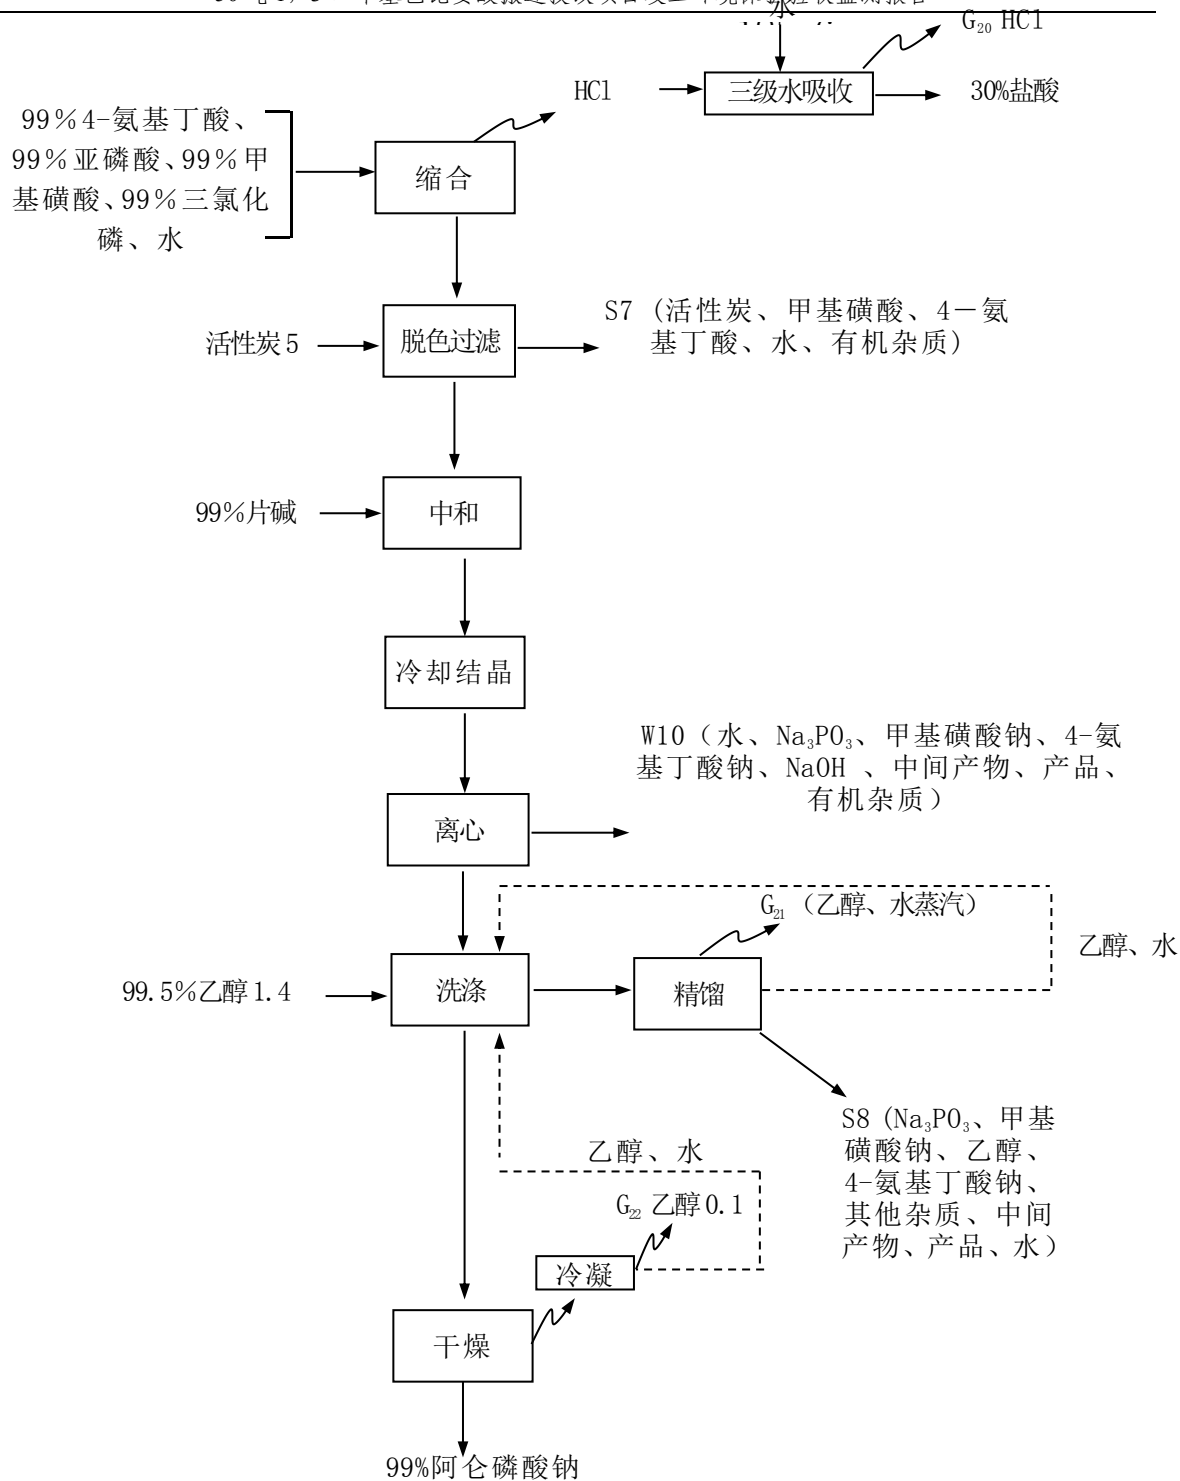 水
G₂₀ HCl
HCl
三级水吸收
30%盐酸
99%4-氨基丁酸、
99%亚磷酸、99%甲
基磺酸、99%三氯化
磷、水
缩合
S7 (活性炭、甲基磺酸、4－氨
基丁酸、水、有机杂质)
活性炭5
脱色过滤
99%片碱
中和
冷却结晶
W10（水、Na₃PO₃、甲基磺酸钠、4-氨
基丁酸钠、NaOH 、中间产物、产品、
有机杂质）
离心
G₂₁（乙醇、水蒸汽）
乙醇、水
99.5%乙醇1.4
洗涤
精馏
S8 (Na₃PO₃、甲基
磺酸钠、乙醇、
4-氨基丁酸钠、
其他杂质、中间
产物、产品、水）
乙醇、水
G₂₂ 乙醇0.1
冷凝
干燥
99%阿仑磷酸钠